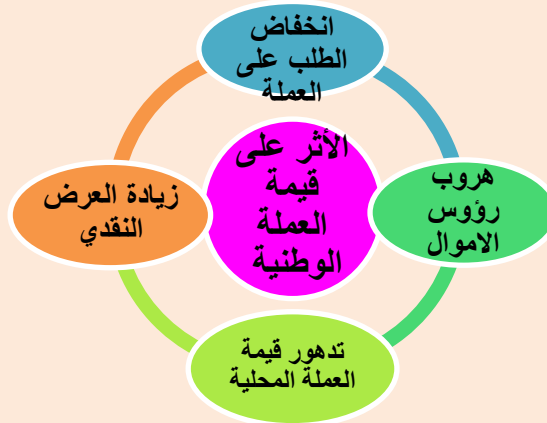 انخفاض
الطلب على
العملة
الأثر على
قيمة
العملة
الوطنية
هروب
رؤوس
الاموال
زيادة العرض
النقدي
تدهور قيمة
العملة المحلية